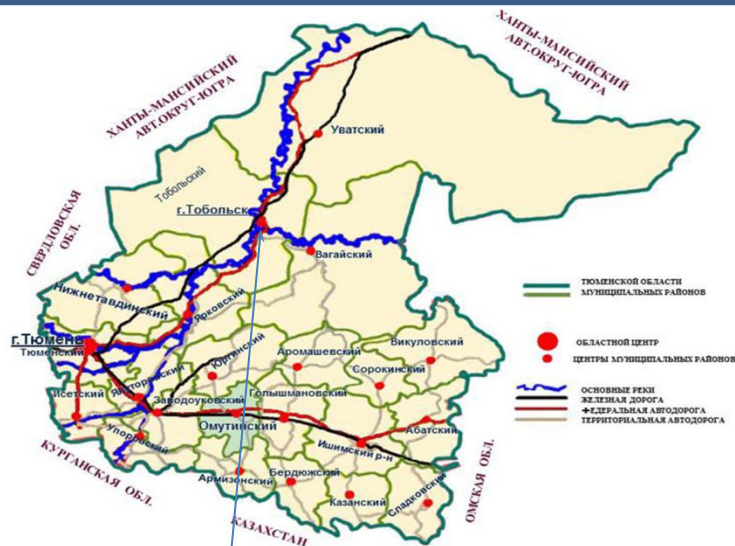 ХАНТЫ-МАНСИЙСКИЙ
АВТ.ОКРУГ-ЮГРА
ХАНТЫ-МАНСИЙСКИЙ
АВТ.ОКРУГ-ЮГРА
Уватский
Тобольский
г.Тобольск
СВЕРДЛОВСКАЯ
ОБЛ.
Вагайский
Нижнетавдинский
Ярковский
г.Тюмень
Тюменский
Юргинский
Аромашевский
Викуловский
Сорокинский
Исетский
Ялуторовский
Заводоуковский
Голышмановский
Омутинский
Упоровский
Абатский
Ишимский р-н
Армизонский
Бердюжский
Казанский
Сладковский
КУРГАНСКАЯ ОБЛ.
КАЗАХСТАН
ОМСКАЯ ОБЛ.
ТЮМЕНСКОЙ ОБЛАСТИ
МУНИЦИПАЛЬНЫХ РАЙОНОВ
ОБЛАСТНОЙ ЦЕНТР
ЦЕНТРЫ МУНИЦИПАЛЬНЫХ РАЙОНОВ
ОСНОВНЫЕ РЕКИ
ЖЕЛЕЗНАЯ ДОРОГА
ФЕДЕРАЛЬНАЯ АВТОДОРОГА
ТЕРРИТОРИАЛЬНАЯ АВТОДОРОГА